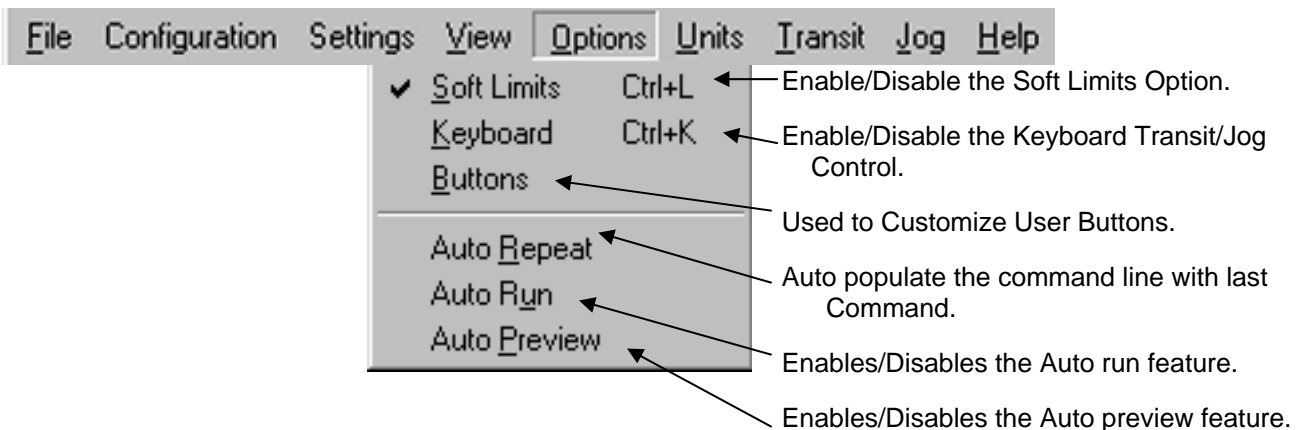 File Configuration Settings View Options Units Transit Jog Help
Soft Limits Ctrl+L
Enable/Disable the Soft Limits Option.
Keyboard Ctrl+K
Enable/Disable the Keyboard Transit/Jog
Control.
Buttons
Used to Customize User Buttons.
Auto Repeat
Auto populate the command line with last
Command.
Auto Run
Enables/Disables the Auto run feature.
Auto Preview
Enables/Disables the Auto preview feature.